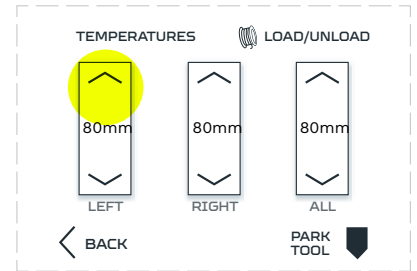 TEMPERATURES
LOAD/UNLOAD
80mm
80mm
80mm
LEFT
RIGHT
ALL
BACK
PARK
TOOL